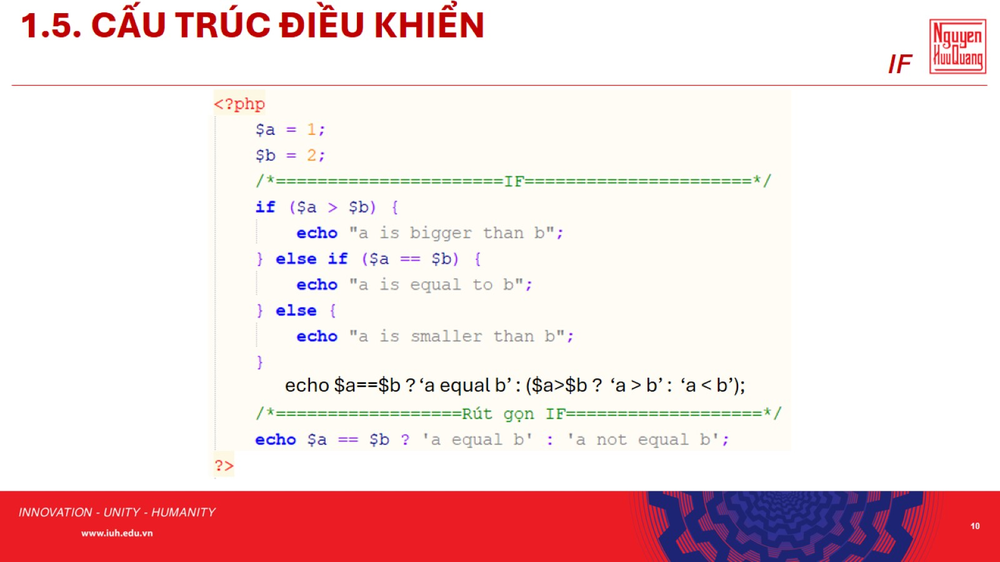 1.5. CẤU TRÚC ĐIỀU KHIỂN
Nguyen
HuuQuang
IF
<?php
$a = 1;
$b = 2;
/*======================IF======================*/
if ($a > $b) {
echo "a is bigger than b";
} else if ($a == $b) {
echo "a is equal to b";
} else {
echo "a is smaller than b";
}
echo $a==$b ? ‘a equal b’ : ($a>$b ? ‘a > b’ : ‘a < b’);
/*==================Rút gọn IF===================*/
echo $a == $b ? 'a equal b' : 'a not equal b';
?>
INNOVATION - UNITY - HUMANITY
www.iuh.edu.vn
10